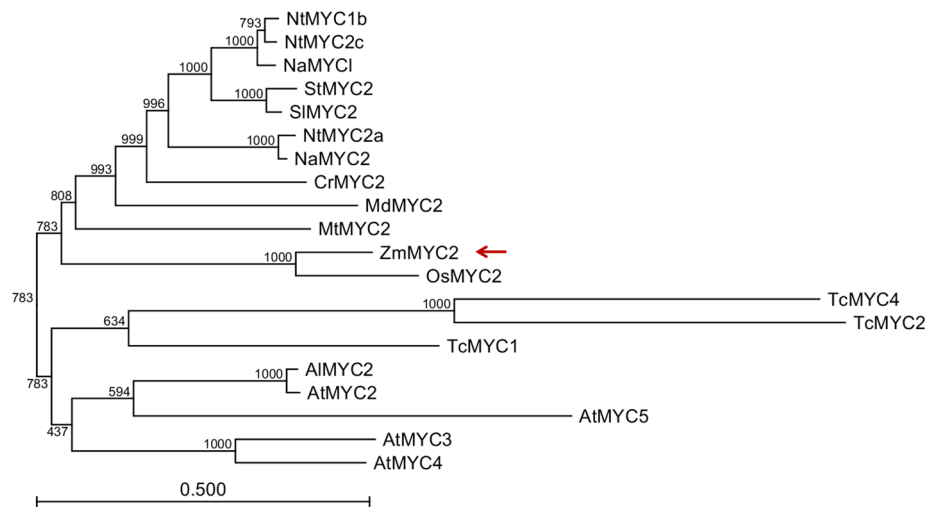 NtMYC1b
793
NtMYC2c
1000
NaMYCl
1000
StMYC2
1000
SlMYC2
996
NtMYC2a
1000
NaMYC2
999
CrMYC2
993
MdMYC2
808
MtMYC2
783
ZmMYC2
1000
OsMYC2
783
TcMYC4
1000
TcMYC2
634
TcMYC1
783
AlMYC2
1000
AtMYC2
594
AtMYC5
437
AtMYC3
1000
AtMYC4
0.500